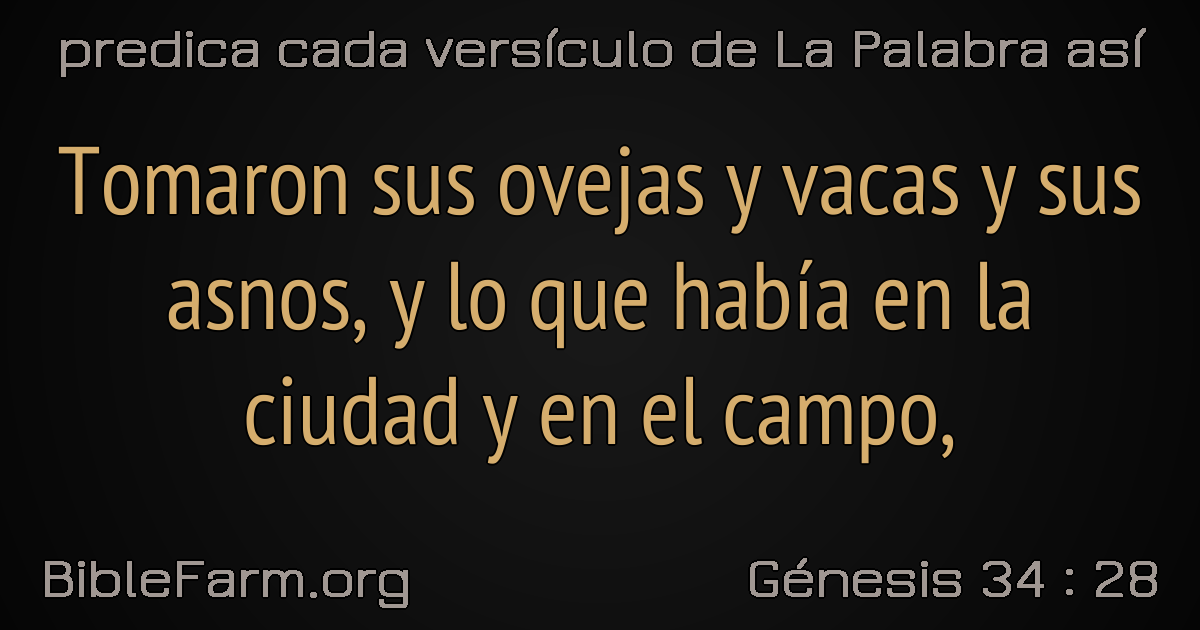 predica cada versículo de La Palabra así
Tomaron sus ovejas y vacas y sus
asnos, y lo que había en la
ciudad y en el campo,
BibleFarm.org
Génesis 34 : 28